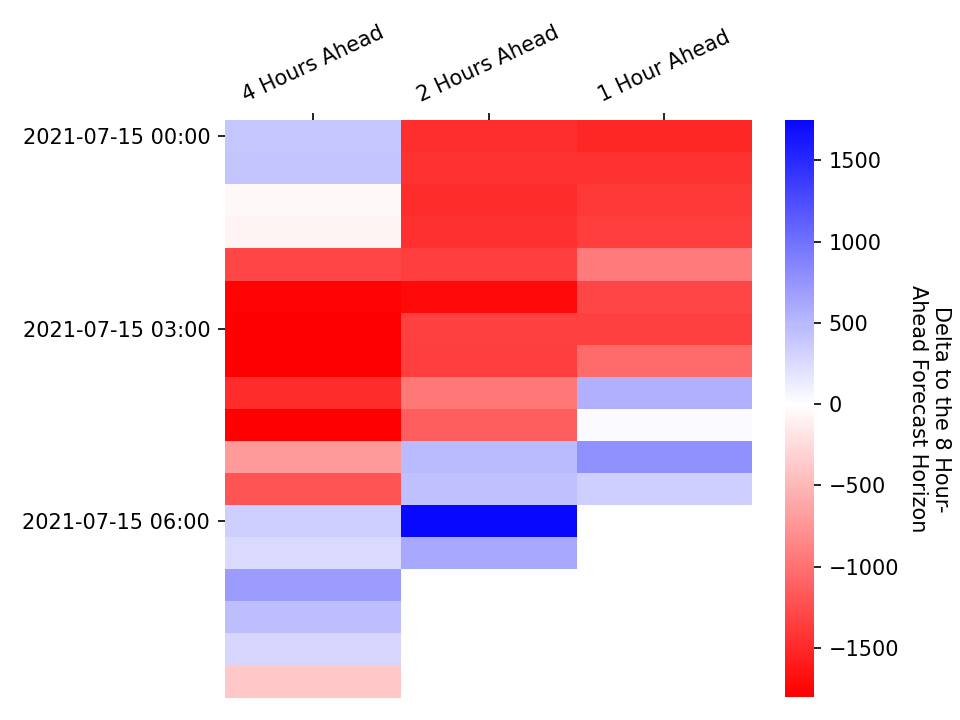 4 Hours Ahead
2 Hours Ahead
1 Hour Ahead
2021-07-15 00:00
2021-07-15 03:00
2021-07-15 06:00
1500
1000
500
0
−500
−1000
−1500
Delta to the 8 Hour-
Ahead Forecast Horizon